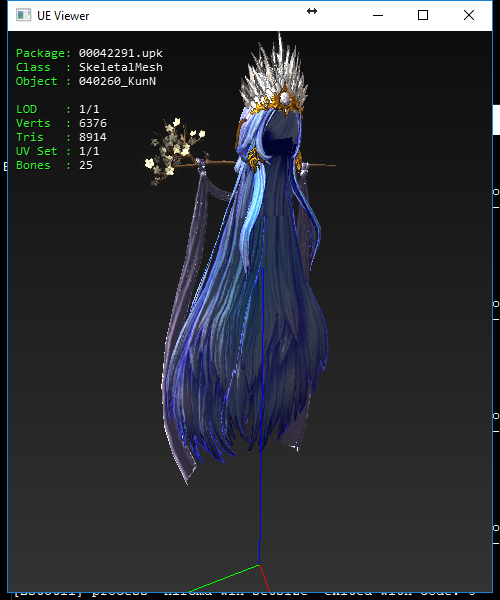 UE Viewer
Package: 00042291.upk
Class : SkeletalMesh
Object : 040260_KunN
LOD : 1/1
Verts : 6376
Tris : 8914
UV Set : 1/1
Bones : 25